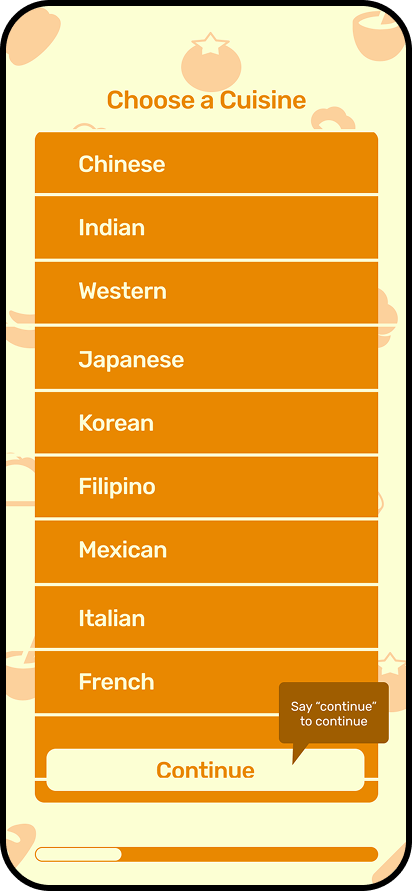 Choose a Cuisine
Chinese
Indian
Western
Japanese
Korean
Filipino
Mexican
Italian
French
Say “continue”
to continue
Continue